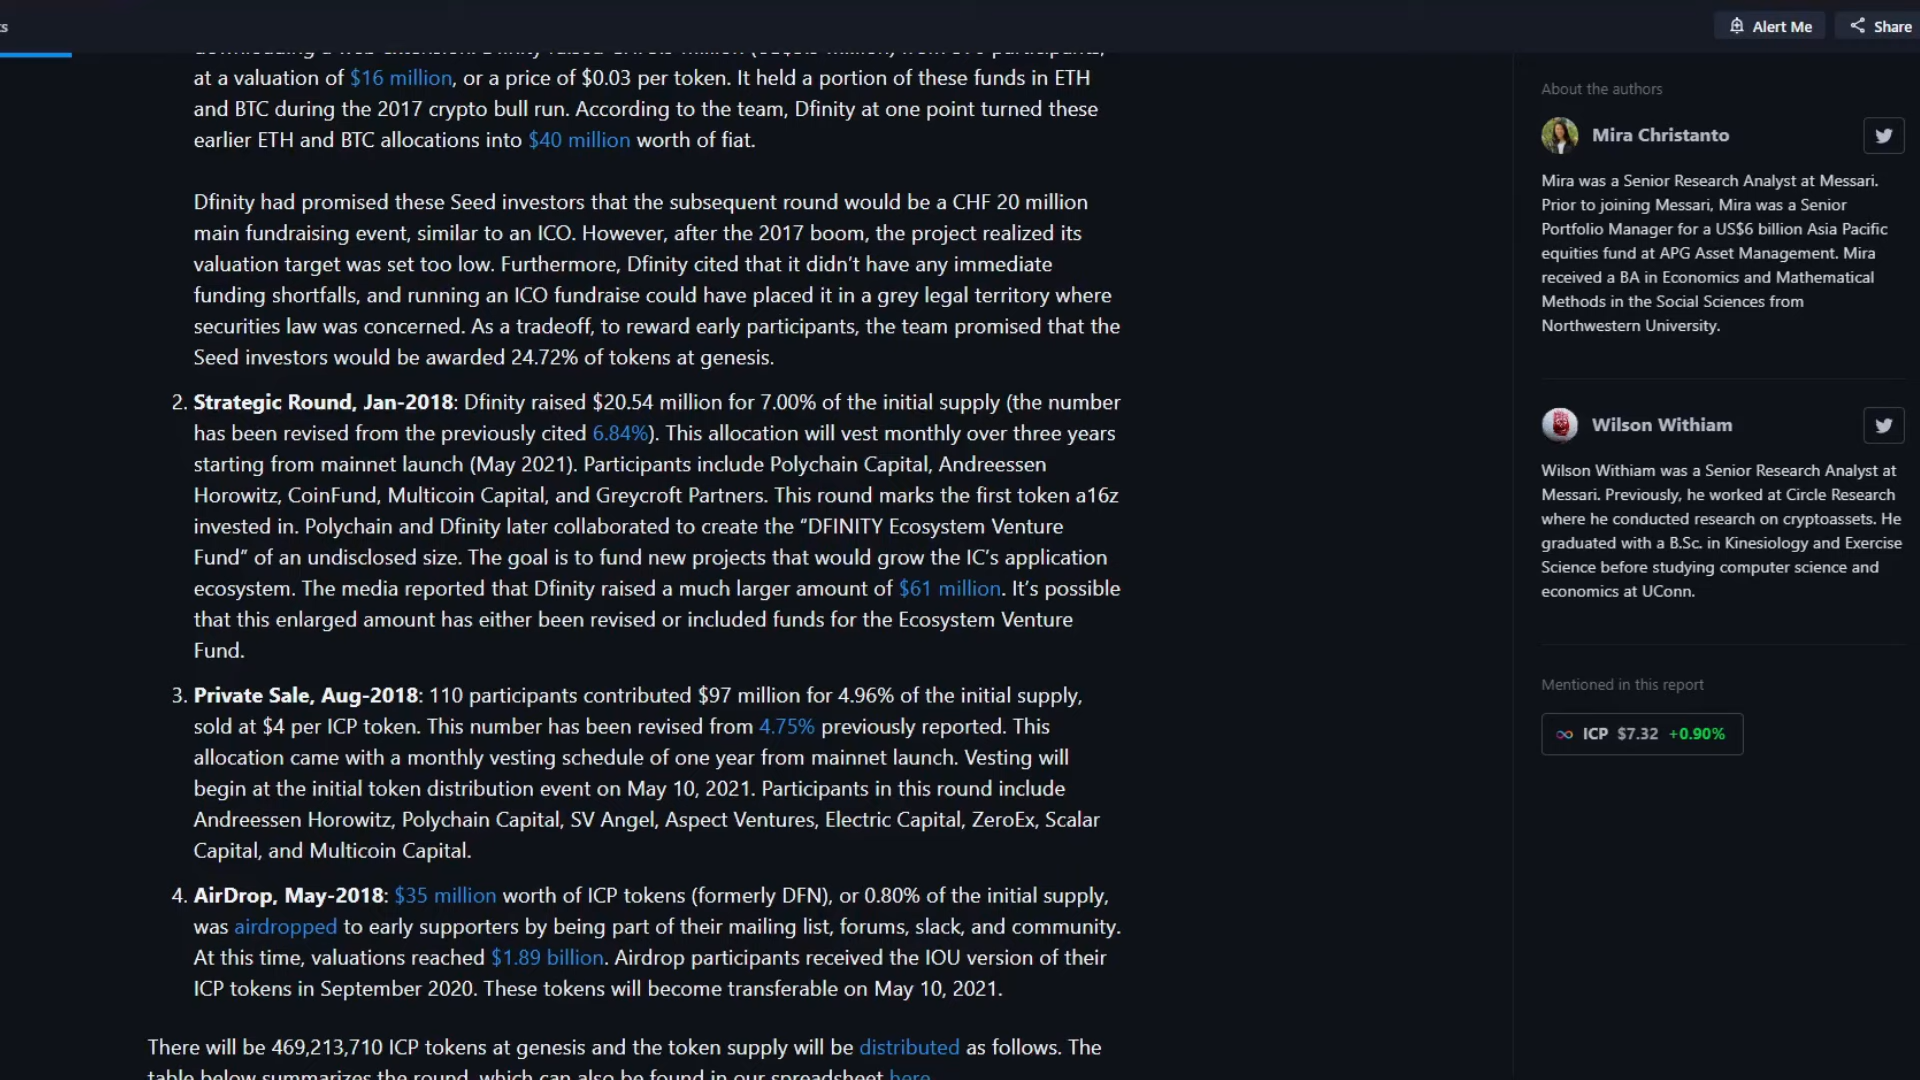 ts
Alert Me
Share
at a valuation of $16 million, or a price of $0.03 per token. It held a portion of these funds in ETH
and BTC during the 2017 crypto bull run. According to the team, Dfinity at one point turned these
earlier ETH and BTC allocations into $40 million worth of fiat.
Dfinity had promised these Seed investors that the subsequent round would be a CHF 20 million
main fundraising event, similar to an ICO. However, after the 2017 boom, the project realized its
valuation target was set too low. Furthermore, Dfinity cited that it didn’t have any immediate
funding shortfalls, and running an ICO fundraise could have placed it in a grey legal territory where
securities law was concerned. As a tradeoff, to reward early participants, the team promised that the
Seed investors would be awarded 24.72% of tokens at genesis.
2. Strategic Round, Jan-2018: Dfinity raised $20.54 million for 7.00% of the initial supply (the number
has been revised from the previously cited 6.84%). This allocation will vest monthly over three years
starting from mainnet launch (May 2021). Participants include Polychain Capital, Andreessen
Horowitz, CoinFund, Multicoin Capital, and Greycroft Partners. This round marks the first token a16z
invested in. Polychain and Dfinity later collaborated to create the “DFINITY Ecosystem Venture
Fund” of an undisclosed size. The goal is to fund new projects that would grow the IC’s application
ecosystem. The media reported that Dfinity raised a much larger amount of $61 million. It’s possible
that this enlarged amount has either been revised or included funds for the Ecosystem Venture
Fund.
3. Private Sale, Aug-2018: 110 participants contributed $97 million for 4.96% of the initial supply,
sold at $4 per ICP token. This number has been revised from 4.75% previously reported. This
allocation came with a monthly vesting schedule of one year from mainnet launch. Vesting will
begin at the initial token distribution event on May 10, 2021. Participants in this round include
Andreessen Horowitz, Polychain Capital, SV Angel, Aspect Ventures, Electric Capital, ZeroEx, Scalar
Capital, and Multicoin Capital.
4. AirDrop, May-2018: $35 million worth of ICP tokens (formerly DFN), or 0.80% of the initial supply,
was airdropped to early supporters by being part of their mailing list, forums, slack, and community.
At this time, valuations reached $1.89 billion. Airdrop participants received the IOU version of their
ICP tokens in September 2020. These tokens will become transferable on May 10, 2021.
There will be 469,213,710 ICP tokens at genesis and the token supply will be distributed as follows. The
table below summarizes the round, which can also be found in our spreadsheet here
About the authors
Mira Christanto
Mira was a Senior Research Analyst at Messari.
Prior to joining Messari, Mira was a Senior
Portfolio Manager for a US$6 billion Asia Pacific
equities fund at APG Asset Management. Mira
received a BA in Economics and Mathematical
Methods in the Social Sciences from
Northwestern University.
Wilson Withiam
Wilson Withiam was a Senior Research Analyst at
Messari. Previously, he worked at Circle Research
where he conducted research on cryptoassets. He
graduated with a B.Sc. in Kinesiology and Exercise
Science before studying computer science and
economics at UConn.
Mentioned in this report
ICP $7.32 +0.90%